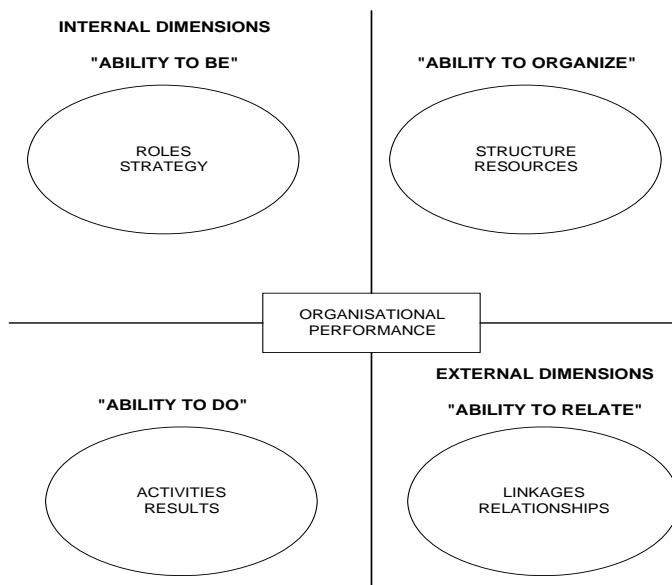 INTERNAL DIMENSIONS
"ABILITY TO BE"
ROLES
STRATEGY
"ABILITY TO ORGANIZE"
STRUCTURE
RESOURCES
ORGANISATIONAL
PERFORMANCE
"ABILITY TO DO"
ACTIVITIES
RESULTS
EXTERNAL DIMENSIONS
"ABILITY TO RELATE"
LINKAGES
RELATIONSHIPS